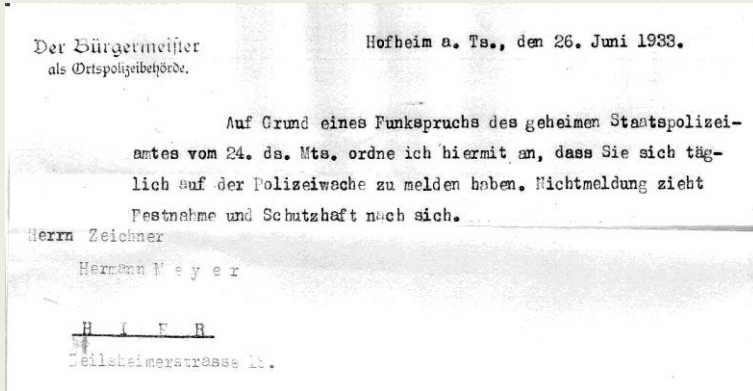 Der Bürgermeister
als Ortspolizeibehörde.
Hofheim a. Ts., den 26. Juni 1933.
Auf Grund eines Funkspruchs des geheimen Staatspolizei-
amtes vom 24. ds. Mts. ordne ich hiermit an, dass Sie sich täg-
lich auf der Polizeiwache zu melden haben. Nichtmeldung zieht
Festnahme und Schutzhaft nach sich.
Herrn Zeichner
Hermann M e y e r
H I E R
Zeilsheimerstrasse